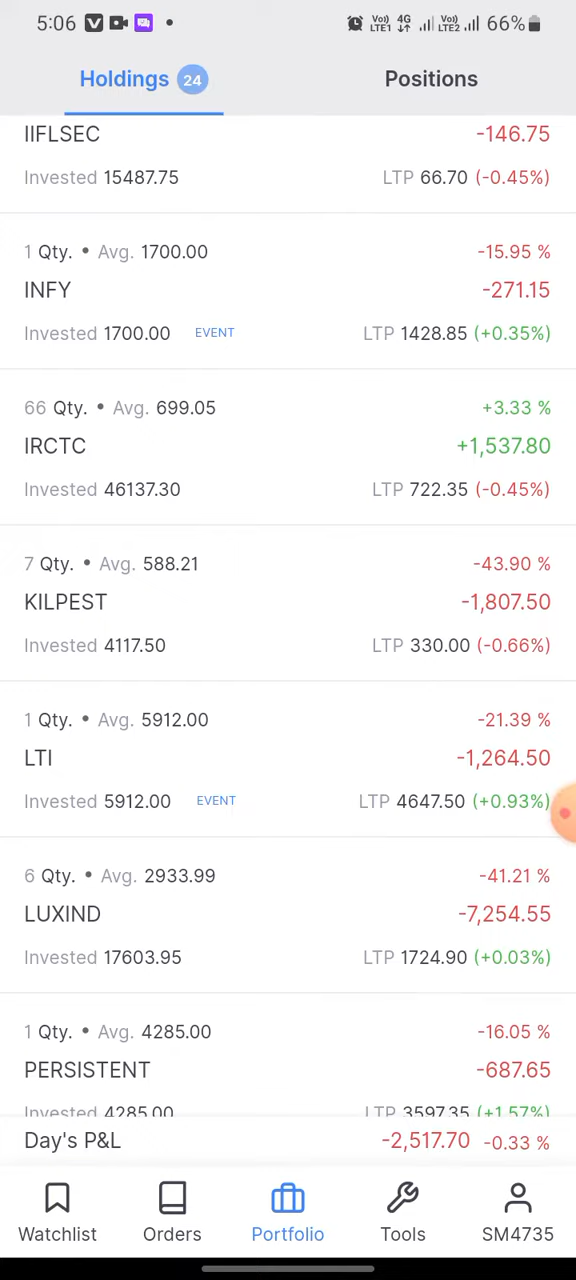 5:06 Vo)) LTE1 4G Vo)) LTE2 66%
Holdings 24 Positions
IIFLSEC -146.75
Invested 15487.75 LTP 66.70 (-0.45%)
1 Qty. • Avg. 1700.00 -15.95 %
INFY -271.15
Invested 1700.00 EVENT LTP 1428.85 (+0.35%)
66 Qty. • Avg. 699.05 +3.33 %
IRCTC +1,537.80
Invested 46137.30 LTP 722.35 (-0.45%)
7 Qty. • Avg. 588.21 -43.90 %
KILPEST -1,807.50
Invested 4117.50 LTP 330.00 (-0.66%)
1 Qty. • Avg. 5912.00 -21.39 %
LTI -1,264.50
Invested 5912.00 EVENT LTP 4647.50 (+0.93%)
6 Qty. • Avg. 2933.99 -41.21 %
LUXIND -7,254.55
Invested 17603.95 LTP 1724.90 (+0.03%)
1 Qty. • Avg. 4285.00 -16.05 %
PERSISTENT -687.65
Invested 4285.00 LTP 3597.35 (+1.57%)
Day's P&L -2,517.70 -0.33 %
Watchlist Orders Portfolio Tools SM4735